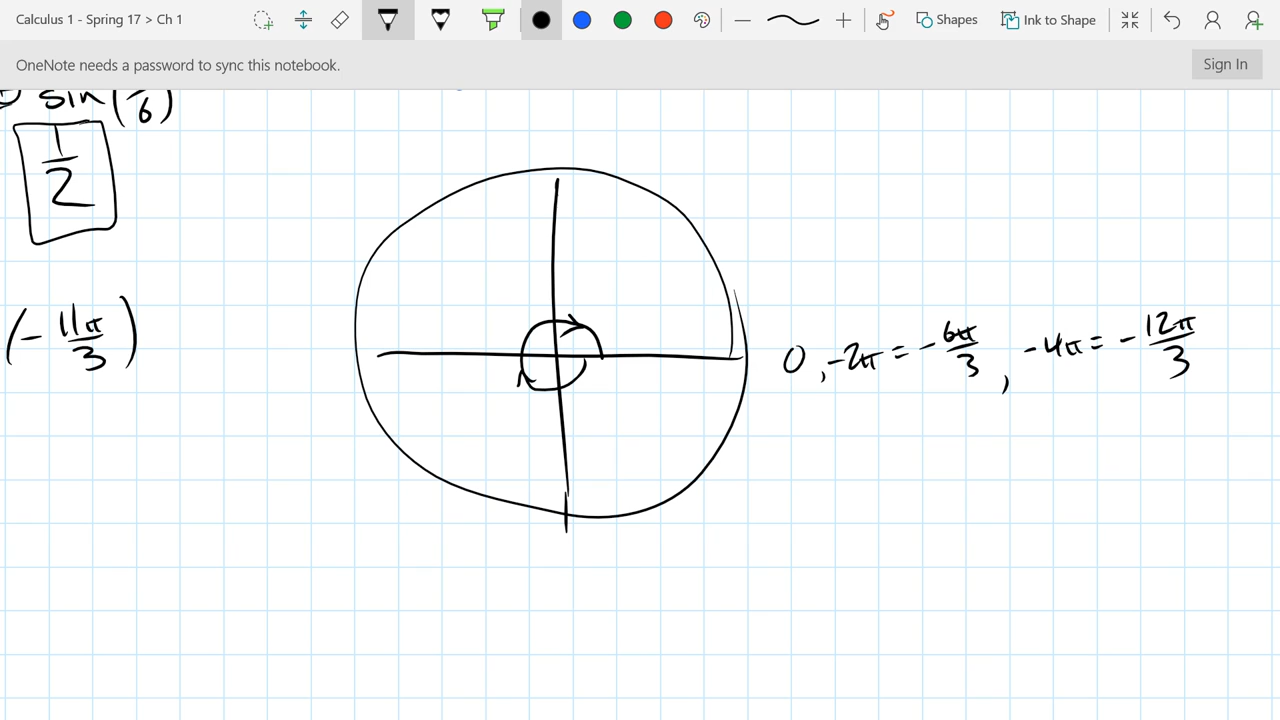 Calculus 1 - Spring 17 > Ch 1
Shapes
Ink to Shape
OneNote needs a password to sync this notebook.
Sign In
sin(π/6)
1/2
(- 11π/3)
0, -2π = - 6π/3, -4π = - 12π/3